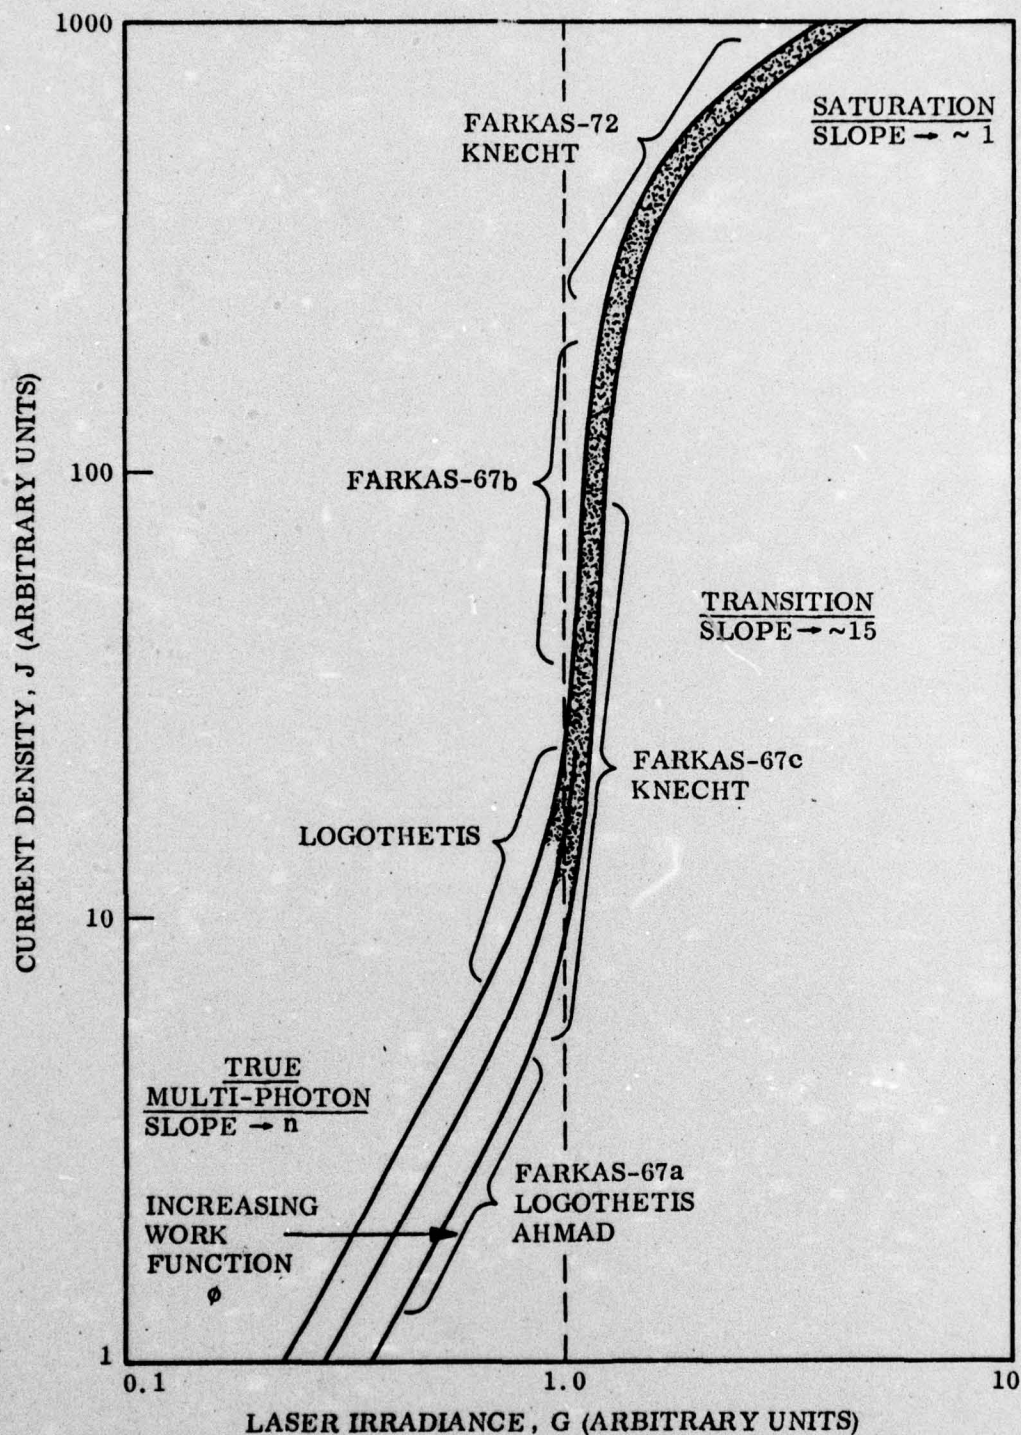 1000
FARKAS-72
KNECHT
SATURATION
SLOPE → ~ 1
100
FARKAS-67b
TRANSITION
SLOPE → ~15
FARKAS-67c
KNECHT
LOGOTHETIS
10
TRUE
MULTI-PHOTON
SLOPE → n
FARKAS-67a
LOGOTHETIS
AHMAD
INCREASING
WORK
FUNCTION
ø
1
0.1
1.0
10
CURRENT DENSITY, J (ARBITRARY UNITS)
LASER IRRADIANCE, G (ARBITRARY UNITS)